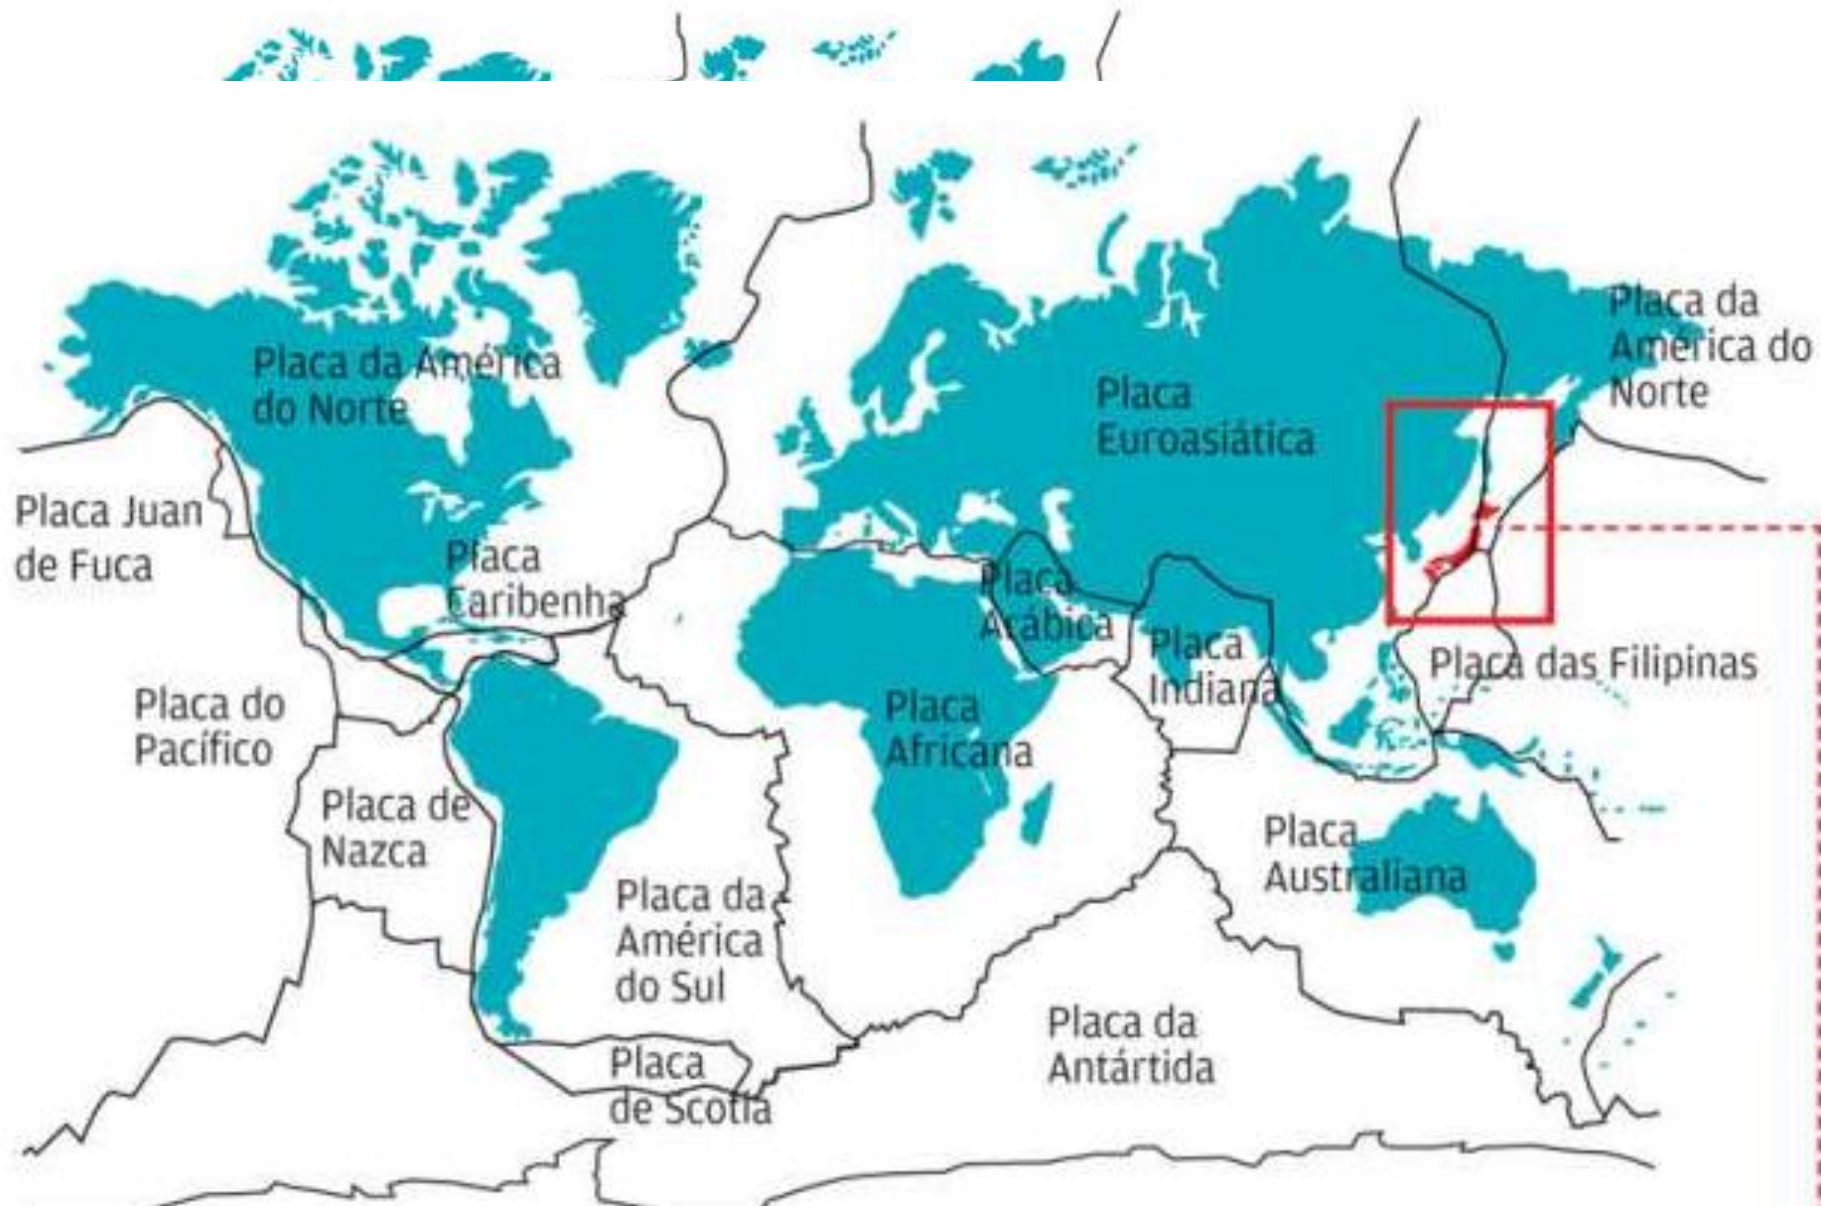 Placa da
América do
Norte
Placa da América
do Norte
Placa
Euroasiática
Placa Juan
de Fuca
Placa
Caribenha
Placa
Arábica
Placa
Indiana
Placa das Filipinas
Placa do
Pacífico
Placa
Africana
Placa de
Nazca
Placa
Australiana
Placa da
América
do Sul
Placa da
Antártida
Placa
de Scotia